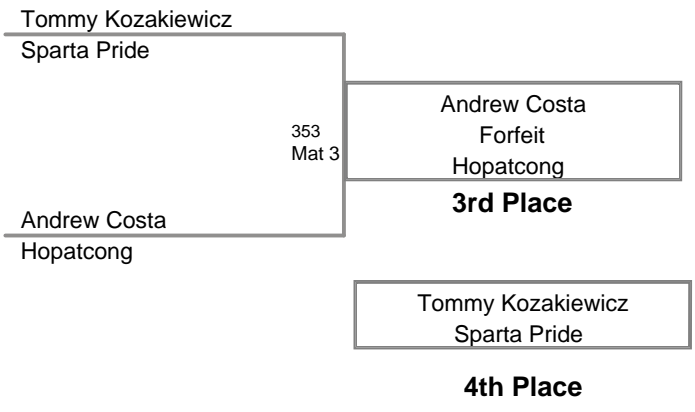 Tommy Kozakiewicz
Sparta Pride
353
Mat 3
Andrew Costa
Forfeit
Hopatcong
3rd Place
Andrew Costa
Hopatcong
Tommy Kozakiewicz
Sparta Pride
4th Place